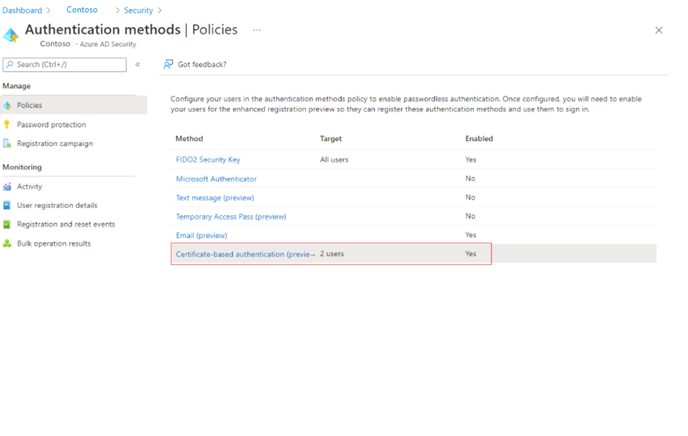 Dashboard > Contoso > Security >
Authentication methods | Policies ...
Contoso - Azure AD Security
Search (Ctrl+/) «
Got feedback?
Manage
Policies
Password protection
Registration campaign
Monitoring
Activity
User registration details
Registration and reset events
Bulk operation results
Configure your users in the authentication methods policy to enable passwordless authentication. Once configured, you will need to enable
your users for the enhanced registration preview so they can register these authentication methods and use them to sign in.
Method Target Enabled
FIDO2 Security Key All users Yes
Microsoft Authenticator No
Text message (preview) No
Temporary Access Pass (preview) No
Email (preview) Yes
Certificate-based authentication (previe... 2 users Yes